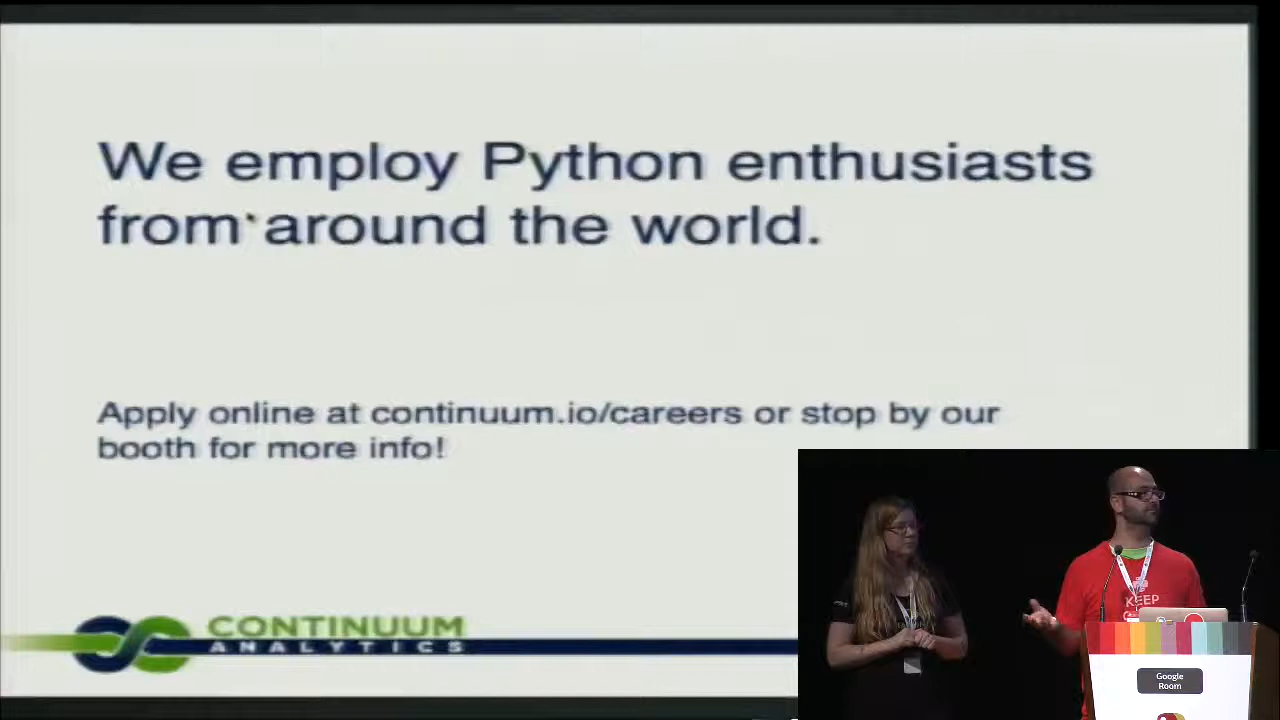 We employ Python enthusiasts
from around the world.
Apply online at continuum.io/careers or stop by our
booth for more info!
CONTINUUM
ANALYTICS
KEEP
Google
Room